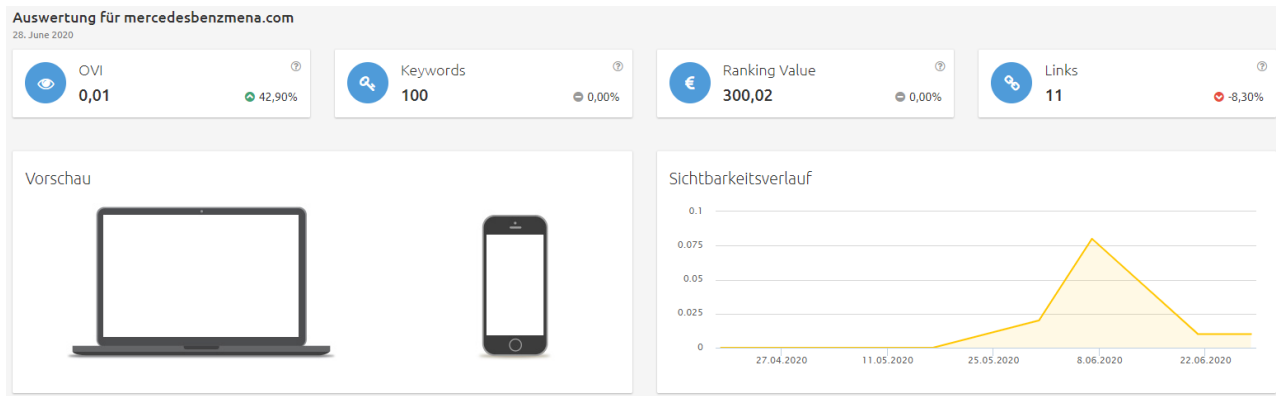 Auswertung für mercedesbenzmena.com
28. June 2020
OVI
0,01
42,90%
Keywords
100
0,00%
Ranking Value
300,02
0,00%
Links
11
-8,30%
Vorschau
Sichtbarkeitsverlauf
0.1
0.075
0.05
0.025
0
27.04.2020 11.05.2020 25.05.2020 8.06.2020 22.06.2020